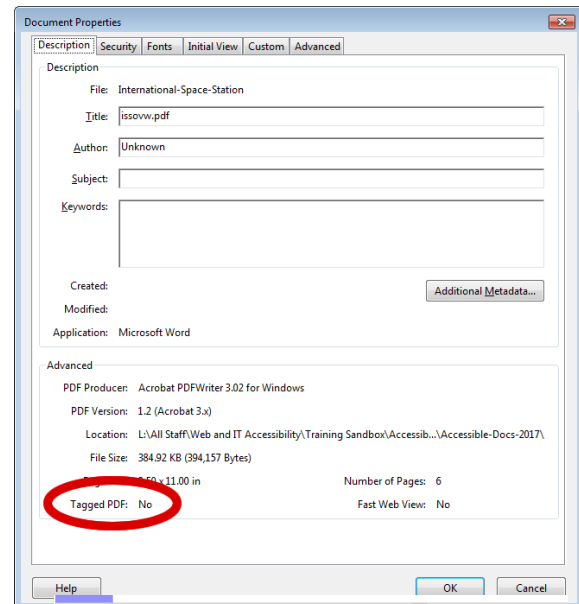 Document Properties
Description Security Fonts Initial View Custom Advanced
Description
File: International-Space-Station
Title: issovw.pdf
Author: Unknown
Subject:
Keywords:
Created:
Additional Metadata...
Modified:
Application: Microsoft Word
Advanced
PDF Producer: Acrobat PDFWriter 3.02 for Windows
PDF Version: 1.2 (Acrobat 3.x)
Location: L:\All Staff\Web and IT Accessibility\Training Sandbox\Accessib...\Accessible-Docs-2017\
File Size: 384.92 KB (394,157 Bytes)
x 11.00 in Number of Pages: 6
Tagged PDF: No Fast Web View: No
Help OK Cancel